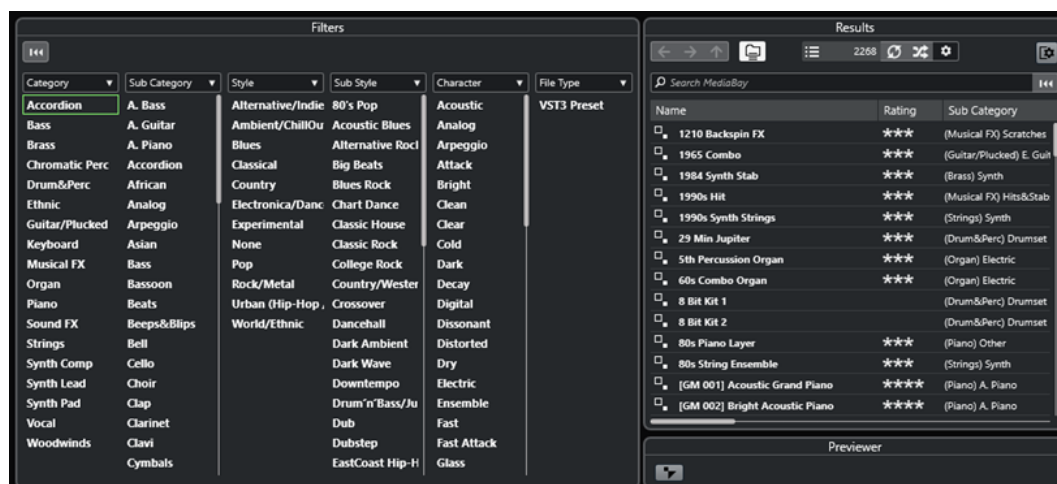 Filters
Category
Sub Category
Style
Sub Style
Character
File Type
Accordion
Bass
Brass
Chromatic Perc
Drum&Perc
Ethnic
Guitar/Plucked
Keyboard
Musical FX
Organ
Piano
Sound FX
Strings
Synth Comp
Synth Lead
Synth Pad
Vocal
Woodwinds
A. Bass
A. Guitar
A. Piano
Accordion
African
Analog
Arpeggio
Asian
Bass
Bassoon
Beats
Beeps&Blips
Bell
Cello
Choir
Clap
Clarinet
Clavi
Cymbals
Alternative/Indie
Ambient/ChillOu
Blues
Classical
Country
Electronica/Danc
Experimental
None
Pop
Rock/Metal
Urban (Hip-Hop ,
World/Ethnic
80's Pop
Acoustic Blues
Alternative Rocl
Big Beats
Blues Rock
Chart Dance
Classic House
Classic Rock
College Rock
Country/Wester
Crossover
Dancehall
Dark Ambient
Dark Wave
Downtempo
Drum´n´Bass/Ju
Dub
Dubstep
EastCoast Hip-H
Acoustic
Analog
Arpeggio
Attack
Bright
Clean
Clear
Cold
Dark
Decay
Digital
Dissonant
Distorted
Dry
Electric
Ensemble
Fast
Fast Attack
Glass
VST3 Preset
Results
2268
Search MediaBay
Name Rating Sub Category
1210 Backspin FX *** (Musical FX) Scratches
1965 Combo *** (Guitar/Plucked) E. Guit
1984 Synth Stab *** (Brass) Synth
1990s Hit *** (Musical FX) Hits&Stab
1990s Synth Strings *** (Strings) Synth
29 Min Jupiter *** (Drum&Perc) Drumset
5th Percussion Organ *** (Organ) Electric
60s Combo Organ *** (Organ) Electric
8 Bit Kit 1 (Drum&Perc) Drumset
8 Bit Kit 2 (Drum&Perc) Drumset
80s Piano Layer *** (Piano) Other
80s String Ensemble *** (Strings) Synth
[GM 001] Acoustic Grand Piano **** (Piano) A. Piano
[GM 002] Bright Acoustic Piano **** (Piano) A. Piano
Previewer